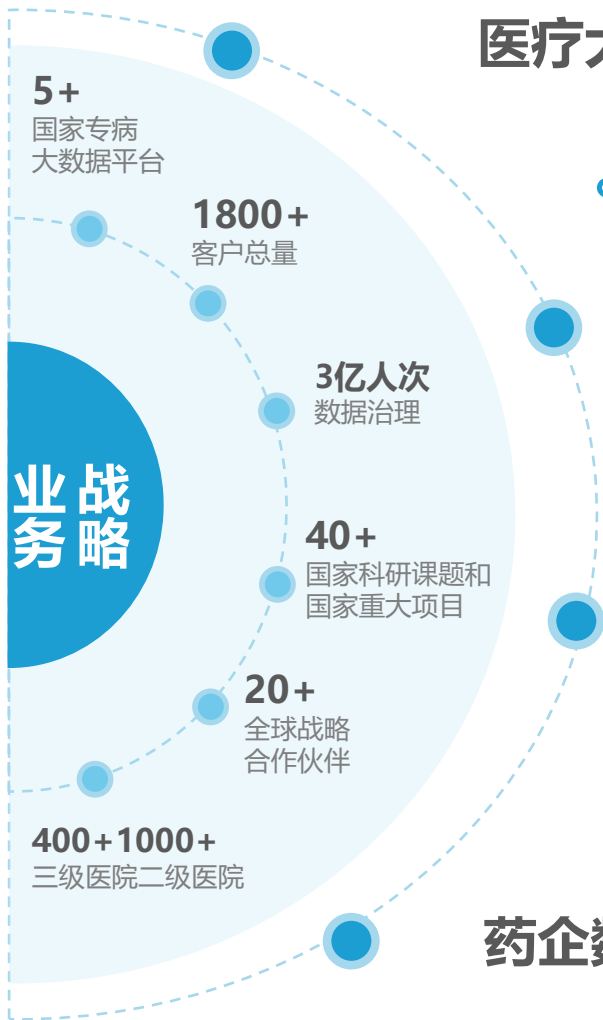 医疗
5+
国家专病
大数据平台
1800+
客户总量
3亿人次
数据治理
战略
业务
40+
国家科研课题和
国家重大项目
20+
全球战略
合作伙伴
400+1000+
三级医院二级医院
药企